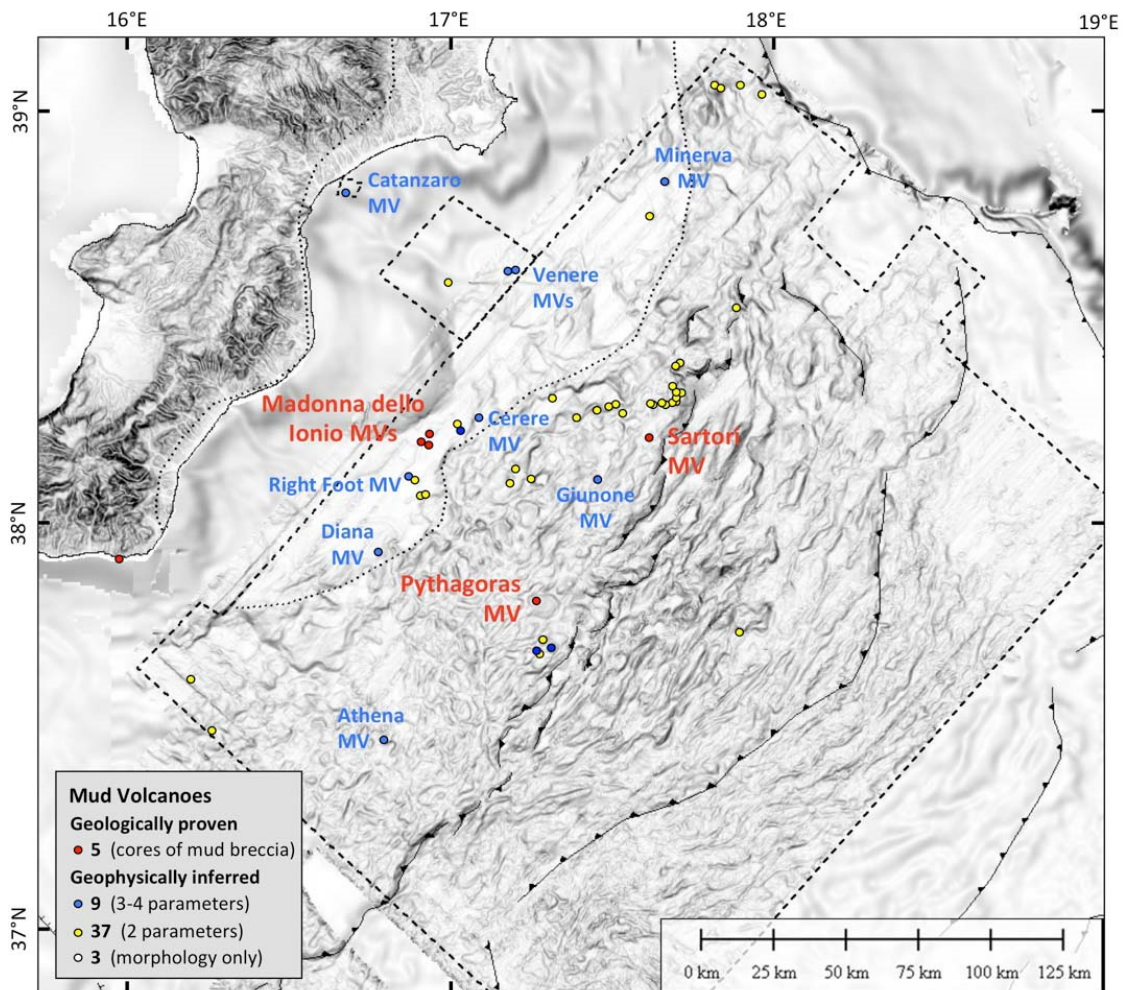 16°E
17°E
18°E
19°E
39°N
38°N
37°N
Minerva
MV
Catanzaro
MV
Venere
MVs
Madonna dello
Ionio MVs
Cerere
MV
Sartori
MV
Right Foot MV
Giunone
MV
Diana
MV
Pythagoras
MV
Athena
MV
Mud Volcanoes
Geologically proven
5 (cores of mud breccia)
Geophysically inferred
9 (3-4 parameters)
37 (2 parameters)
3 (morphology only)
0 km 25 km 50 km 75 km 100 km 125 km